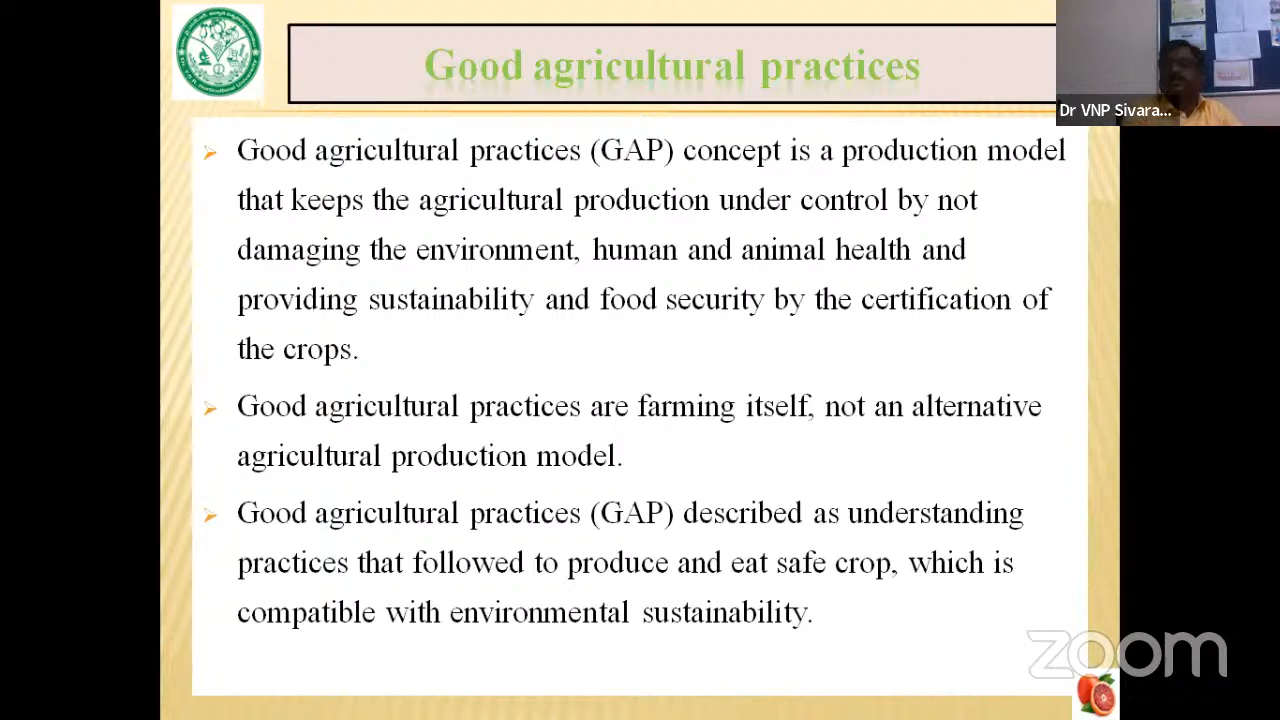 Good agricultural practices
Dr VNP Sivara...
Good agricultural practices (GAP) concept is a production model
that keeps the agricultural production under control by not
damaging the environment, human and animal health and
providing sustainability and food security by the certification of
the crops.
Good agricultural practices are farming itself, not an alternative
agricultural production model.
Good agricultural practices (GAP) described as understanding
practices that followed to produce and eat safe crop, which is
compatible with environmental sustainability.
zoom